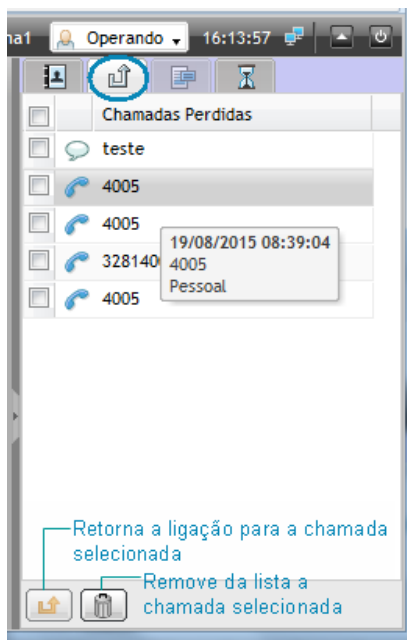 na1 Operando 16:13:57
Chamadas Perdidas
teste
4005
4005
19/08/2015 08:39:04
328140
4005
Pessoal
4005
Retorna a ligação para a chamada
selecionada
Remove da lista a
chamada selecionada